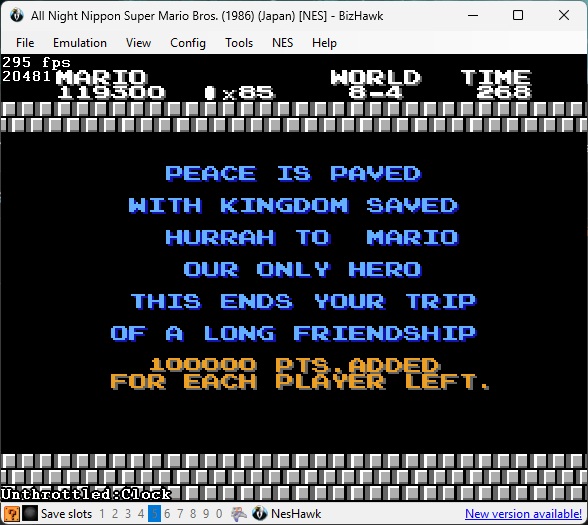 All Night Nippon Super Mario Bros. (1986) (Japan) [NES] - BizHawk
File Emulation View Config Tools NES Help
295 fps
20481 MARIO WORLD TIME
119300 x85 8-4 268
PEACE IS PAVED
WITH KINGDOM SAVED
HURRAH TO MARIO
OUR ONLY HERO
THIS ENDS YOUR TRIP
OF A LONG FRIENDSHIP
100000 PTS.ADDED
FOR EACH PLAYER LEFT.
Unthrottled:Clock
Save slots 1 2 3 4 5 6 7 8 9 0 NesHawk New version available!